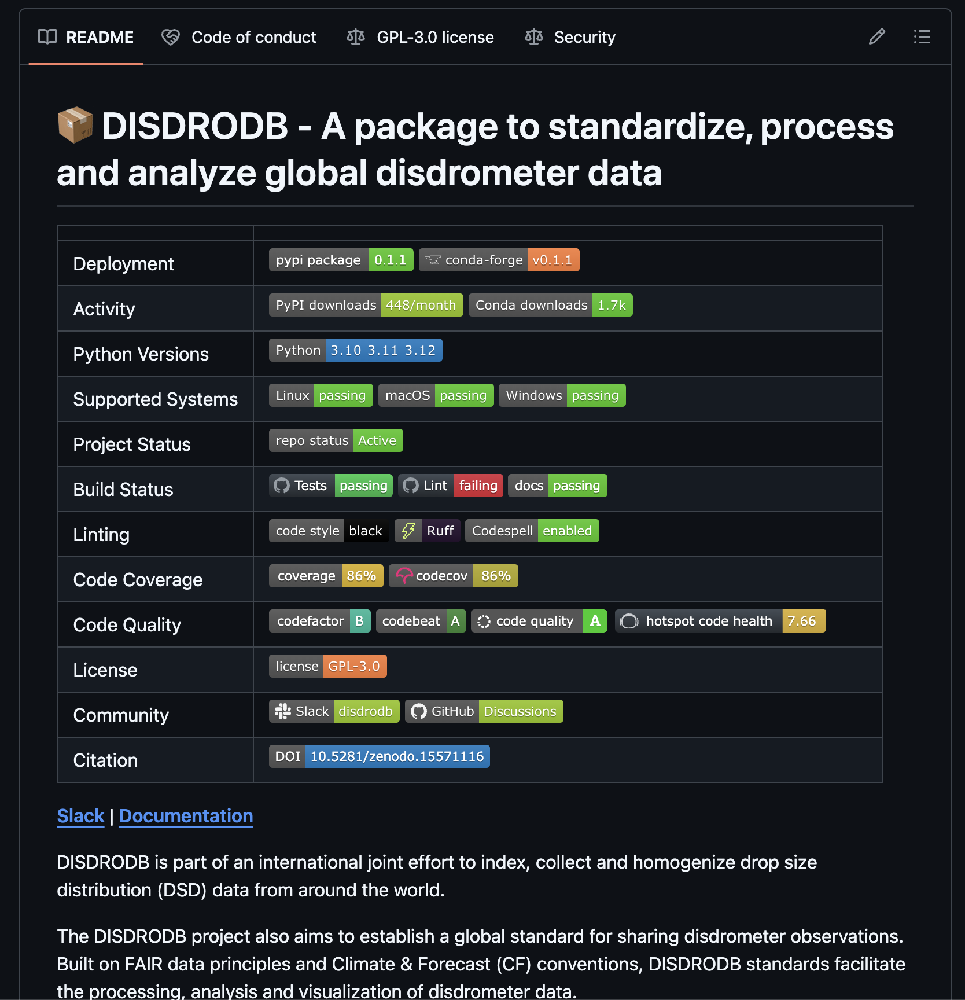 README Code of conduct GPL-3.0 license Security
DISDRODB - A package to standardize, process
and analyze global disdrometer data
Deployment pypi package 0.1.1 conda-forge v0.1.1
Activity PyPI downloads 448/month Conda downloads 1.7k
Python Versions Python 3.10 3.11 3.12
Supported Systems Linux passing macOS passing Windows passing
Project Status repo status Active
Build Status Tests passing Lint failing docs passing
Linting code style black Ruff Codespell enabled
Code Coverage coverage 86% codecov 86%
Code Quality codefactor B codebeat A code quality A hotspot code health 7.66
License license GPL-3.0
Community Slack disdrodb GitHub Discussions
Citation DOI 10.5281/zenodo.15571116
Slack | Documentation
DISDRODB is part of an international joint effort to index, collect and homogenize drop size
distribution (DSD) data from around the world.
The DISDRODB project also aims to establish a global standard for sharing disdrometer observations.
Built on FAIR data principles and Climate & Forecast (CF) conventions, DISDRODB standards facilitate
the processing, analysis and visualization of disdrometer data.